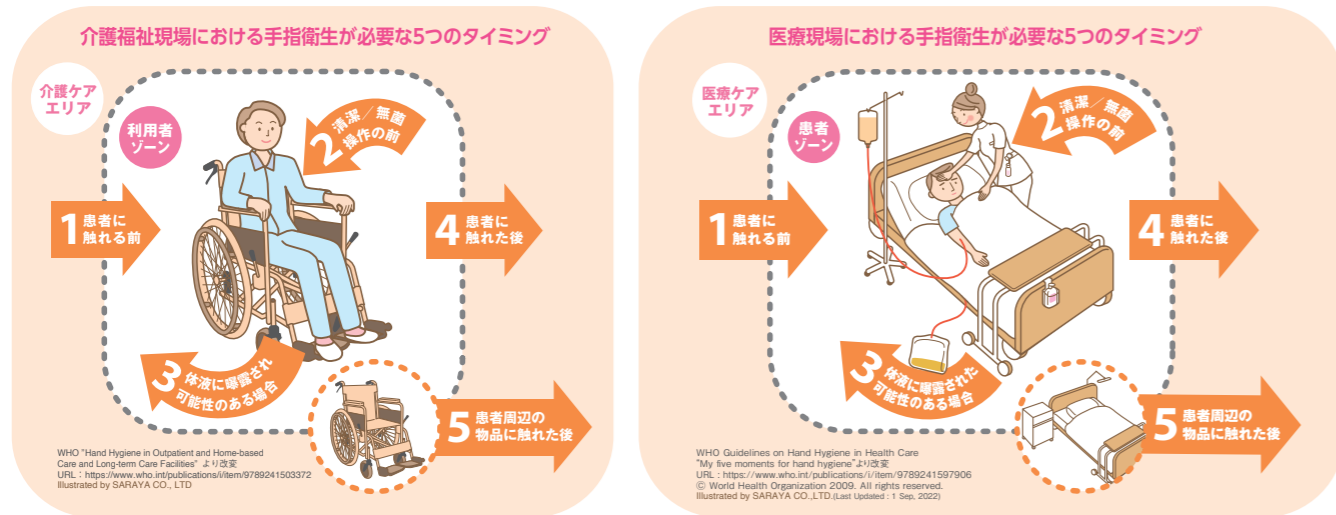 介護福祉現場における手指衛生が必要な5つのタイミング
介護ケア
エリア
利用者
ゾーン
2 清潔／無菌
操作の前
1 患者に
触れる前
4 患者に
触れた後
3 体液に曝露され
可能性のある場合
5 患者周辺の
物品に触れた後
WHO "Hand Hygiene in Outpatient and Home-based
Care and Long-term Care Facilities" より改変
URL：https://www.who.int/publications/i/item/9789241503372
Illustrated by SARAYA CO., LTD
医療現場における手指衛生が必要な5つのタイミング
医療ケア
エリア
患者
ゾーン
2 清潔／無菌
操作の前
1 患者に
触れる前
4 患者に
触れた後
3 体液に曝露された
可能性のある場合
5 患者周辺の
物品に触れた後
WHO Guidelines on Hand Hygiene in Health Care
"My five moments for hand hygiene"より改変
URL : https://www.who.int/publications/i/item/9789241597906
© World Health Organization 2009. All rights reserved.
Illustrated by SARAYA CO.,LTD.(Last Updated : 1 Sep, 2022)